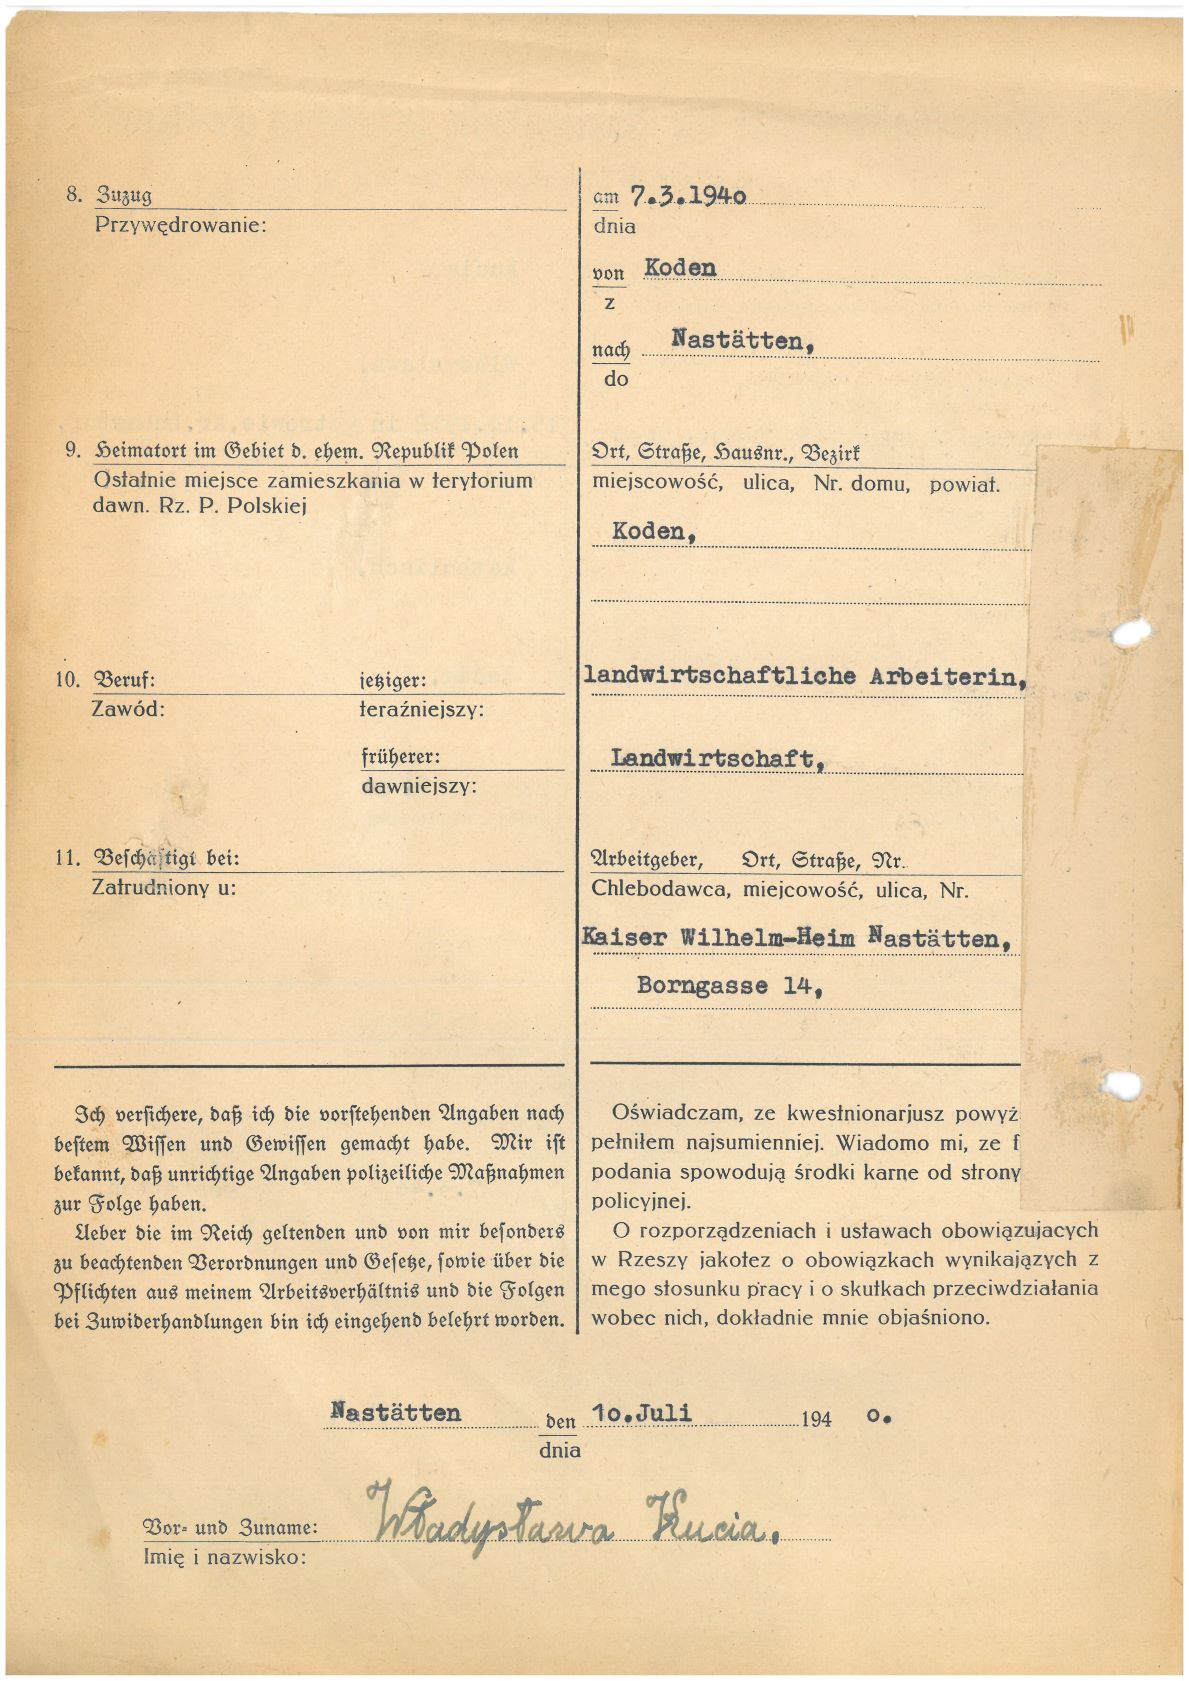 8. Zuzug
Przywędrowanie:
am 7.3.1940
dnia
von Koden
z
nach Nastätten,
do
9. Heimatort im Gebiet d. ehem. Republik Polen
Ostatnie miejsce zamieszkania w terytorium
dawn. Rz. P. Polskiej
Ort, Straße, Hausnr., Bezirk
miejscowość, ulica, Nr. domu, powiat.
Koden,
10. Beruf: jetziger:
Zawód: teraźniejszy:
landwirtschaftliche Arbeiterin,
früherer:
dawniejszy:
Landwirtschaft,
11. Beschäftigt bei:
Zatrudniony u:
Arbeitgeber, Ort, Straße, Nr.
Chlebodawca, miejcowość, ulica, Nr.
Kaiser Wilhelm-Heim Nastätten,
Borngasse 14,
Ich versichere, daß ich die vorstehenden Angaben nach
bestem Wissen und Gewissen gemacht habe. Mir ist
bekannt, daß unrichtige Angaben polizeiliche Maßnahmen
zur Folge haben.
Ueber die im Reich geltenden und von mir besonders
zu beachtenden Verordnungen und Gesetze, sowie über die
Pflichten aus meinem Arbeitsverhältnis und die Folgen
bei Zuwiderhandlungen bin ich eingehend belehrt worden.
Oświadczam, ze kwestnionarjusz powyż
pełniłem najsumienniej. Wiadomo mi, ze f
podania spowodują środki karne od strony
policyjnej.
O rozporządzeniach i ustawach obowiązujacych
w Rzeszy jakotez o obowiązkach wynikająjących z
mego stosunku pracy i o skutkach przeciwdziałania
wobec nich, dokładnie mnie objaśniono.
Nastätten den 10.Juli 194 0.
dnia
Vor- und Zuname: Władysława Kucia.
Imię i nazwisko: